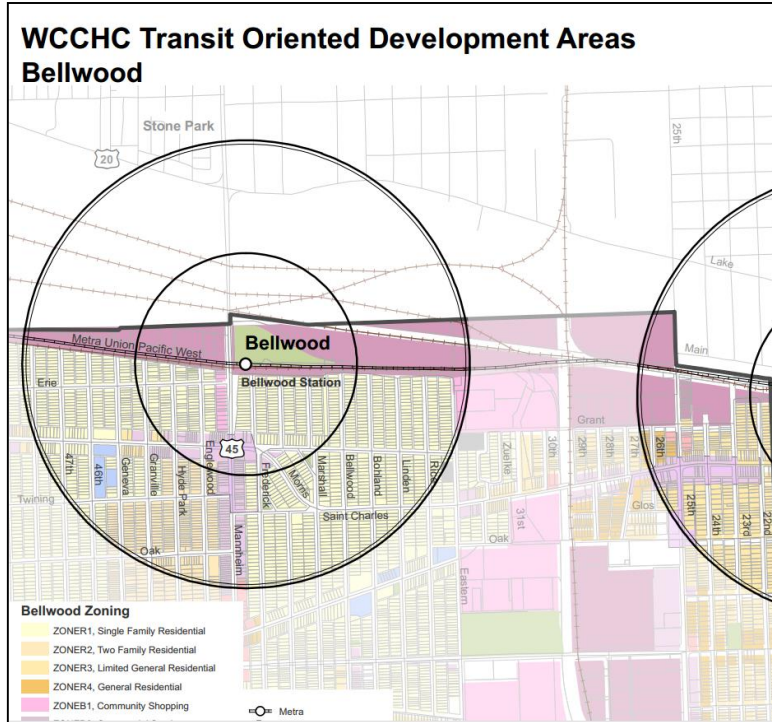 WCCHC Transit Oriented Development Areas
Bellwood
Stone Park
20
25th
Lake
Metra Union Pacific West
Bellwood
Main
Erie
Bellwood Station
Grant
45
47th
46th
Geneva
Granville
Hyde Park
Englewood
Frederick
Morris
Marshall
Bellwood
Bohland
Linden
Rice
Zuelke
30th
29th
28th
27th
26th
Twining
Saint Charles
31st
Glos
25th
24th
23rd
22nd
Oak
Mannheim
Oak
Eastern
Bellwood Zoning
ZONER1, Single Family Residential
ZONER2, Two Family Residential
ZONER3, Limited General Residential
ZONER4, General Residential
ZONEB1, Community Shopping
Metra